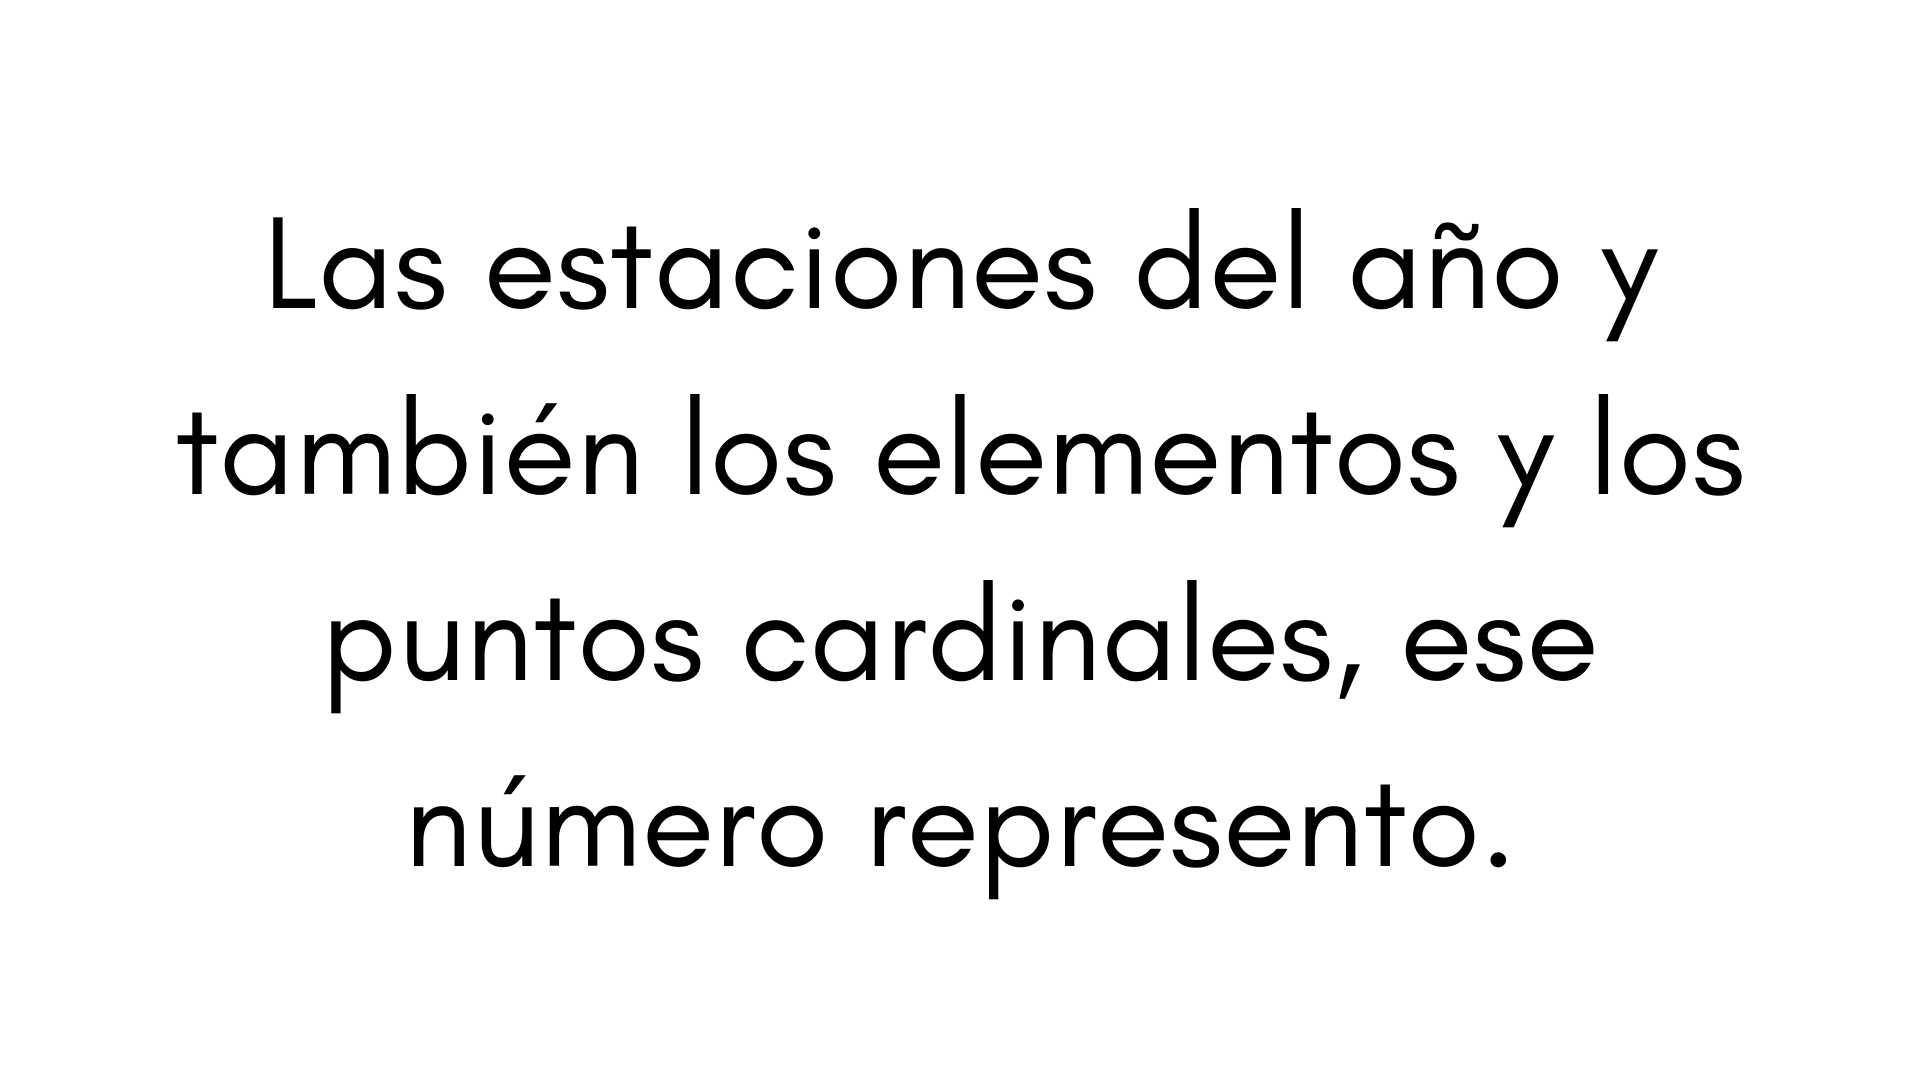 Las estaciones del año y
también los elementos y los
puntos cardinales, ese
número represento.